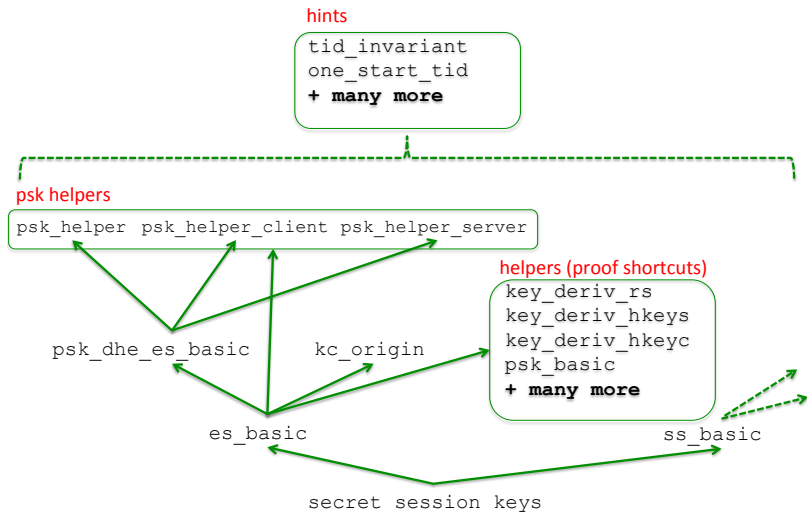 hints
tid_invariant
one_start_tid
+ many more
psk helpers
psk_helper psk_helper_client psk_helper_server
helpers (proof shortcuts)
key_deriv_rs
key_deriv_hkeys
key_deriv_hkeyc
psk_basic
+ many more
psk_dhe_es_basic kc_origin
es_basic ss_basic
secret session keys